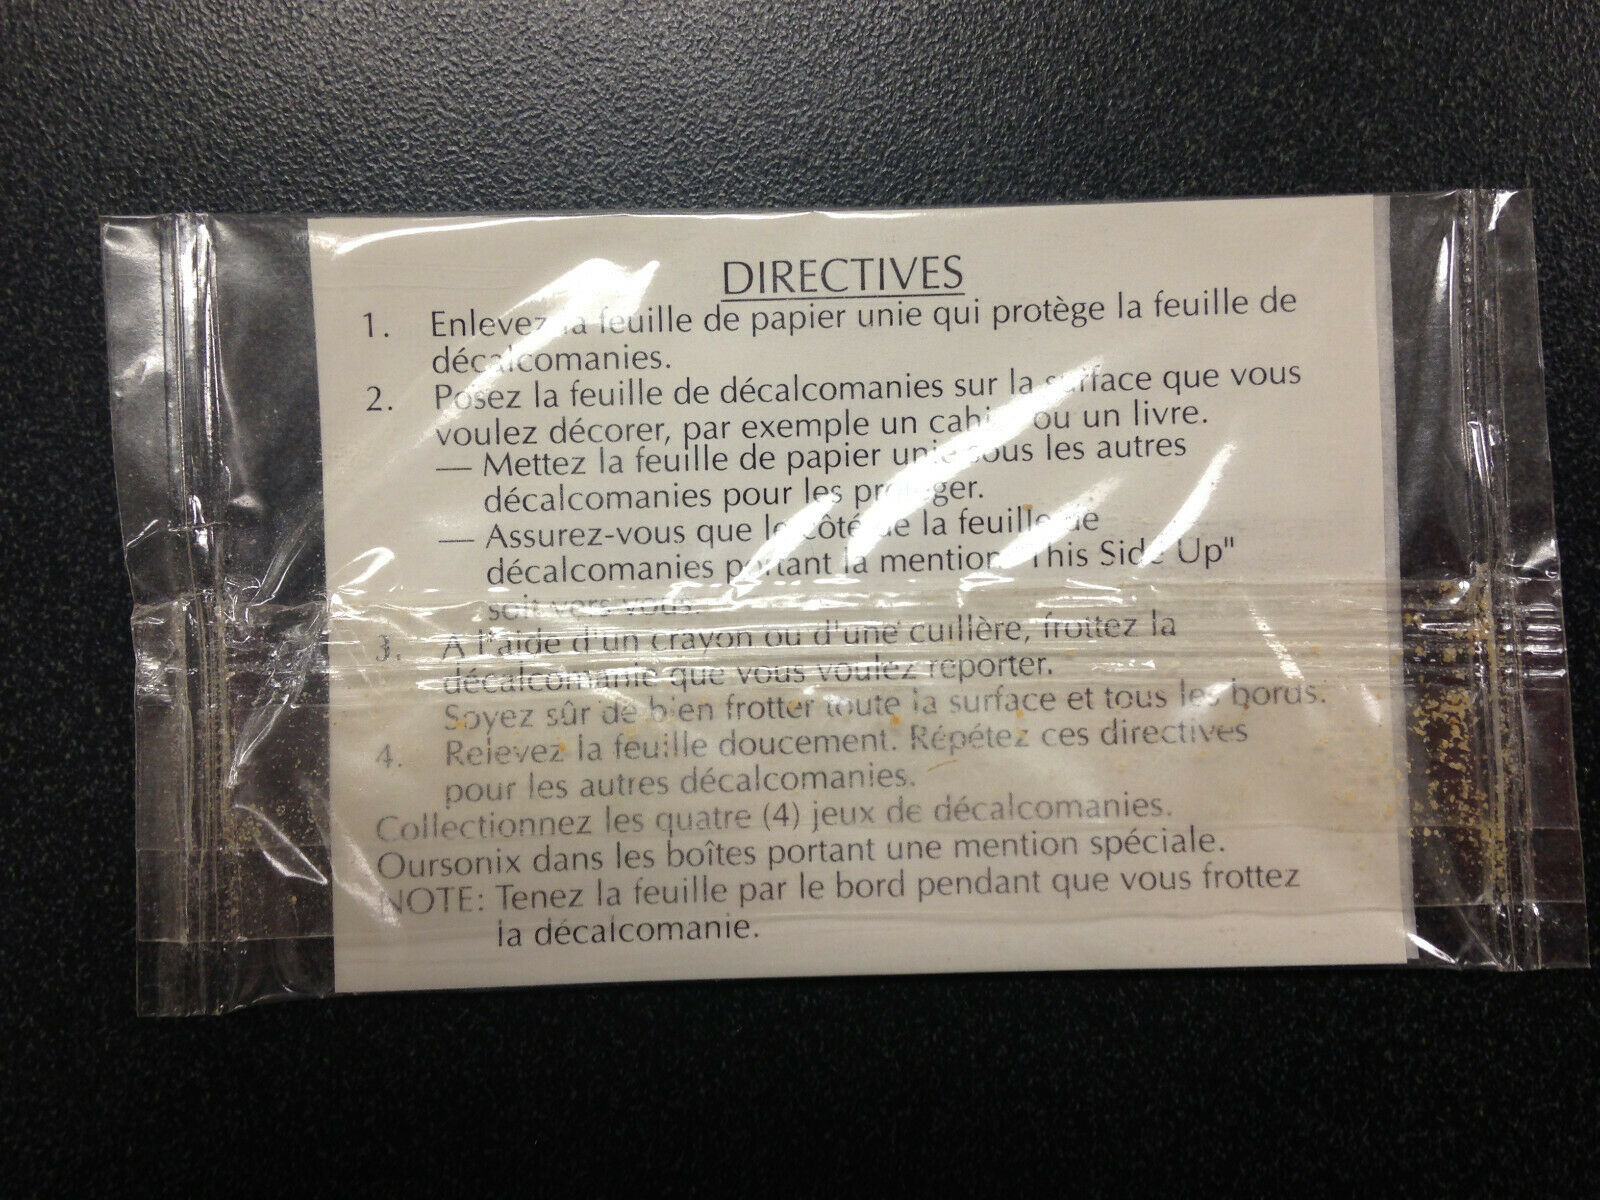 DIRECTIVES
1. Enlevez la feuille de papier unie qui protège la feuille de
décalcomanies.
2. Posez la feuille de décalcomanies sur la surface que vous
voulez décorer, par exemple un cahier ou un livre.
— Mettez la feuille de papier unie sous les autres
décalcomanies pour les protéger.
— Assurez-vous que le côté de la feuille de
décalcomanies portant la mention "This Side Up"
soit vers vous.
3. A l'aide d'un crayon ou d'une cuillère, frottez la
décalcomanie que vous voulez reporter.
Soyez sûr de bien frotter toute la surface et tous les bords.
4. Relevez la feuille doucement. Répétez ces directives
pour les autres décalcomanies.
Collectionnez les quatre (4) jeux de décalcomanies.
Oursonix dans les boîtes portant une mention spéciale.
NOTE: Tenez la feuille par le bord pendant que vous frottez
la décalcomanie.